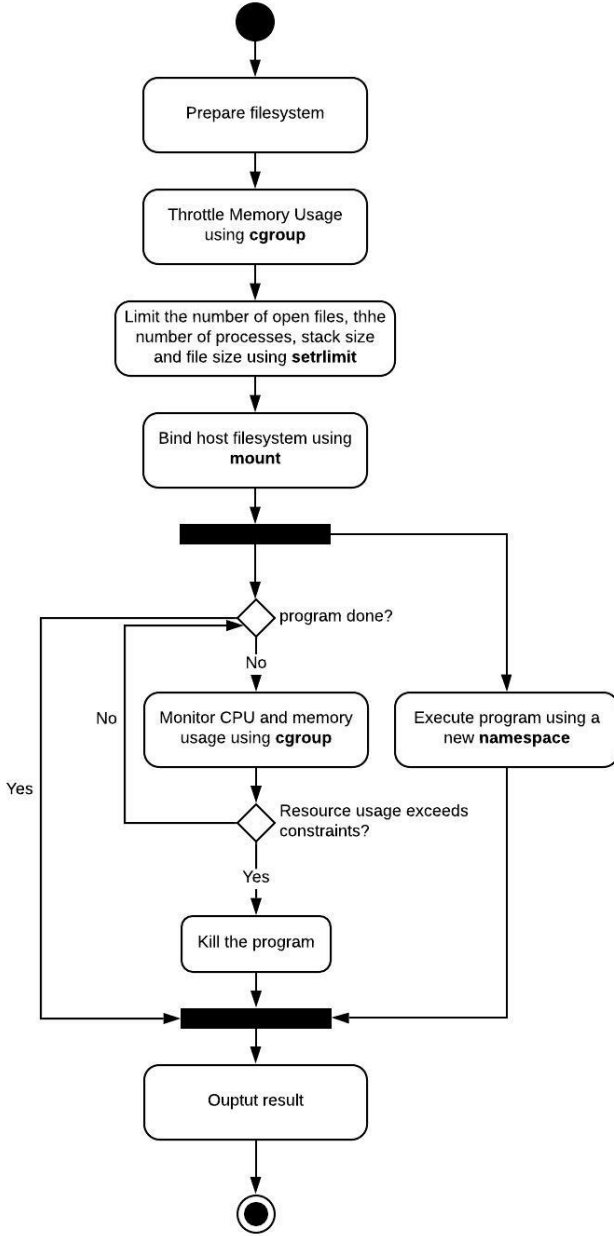 Prepare filesystem
Throttle Memory Usage
using cgroup
Limit the number of open files, thhe
number of processes, stack size
and file size using setrlimit
Bind host filesystem using
mount
program done?
No
Monitor CPU and memory
usage using cgroup
Execute program using a
new namespace
No
Yes
Resource usage exceeds
constraints?
Yes
Kill the program
Ouptut result